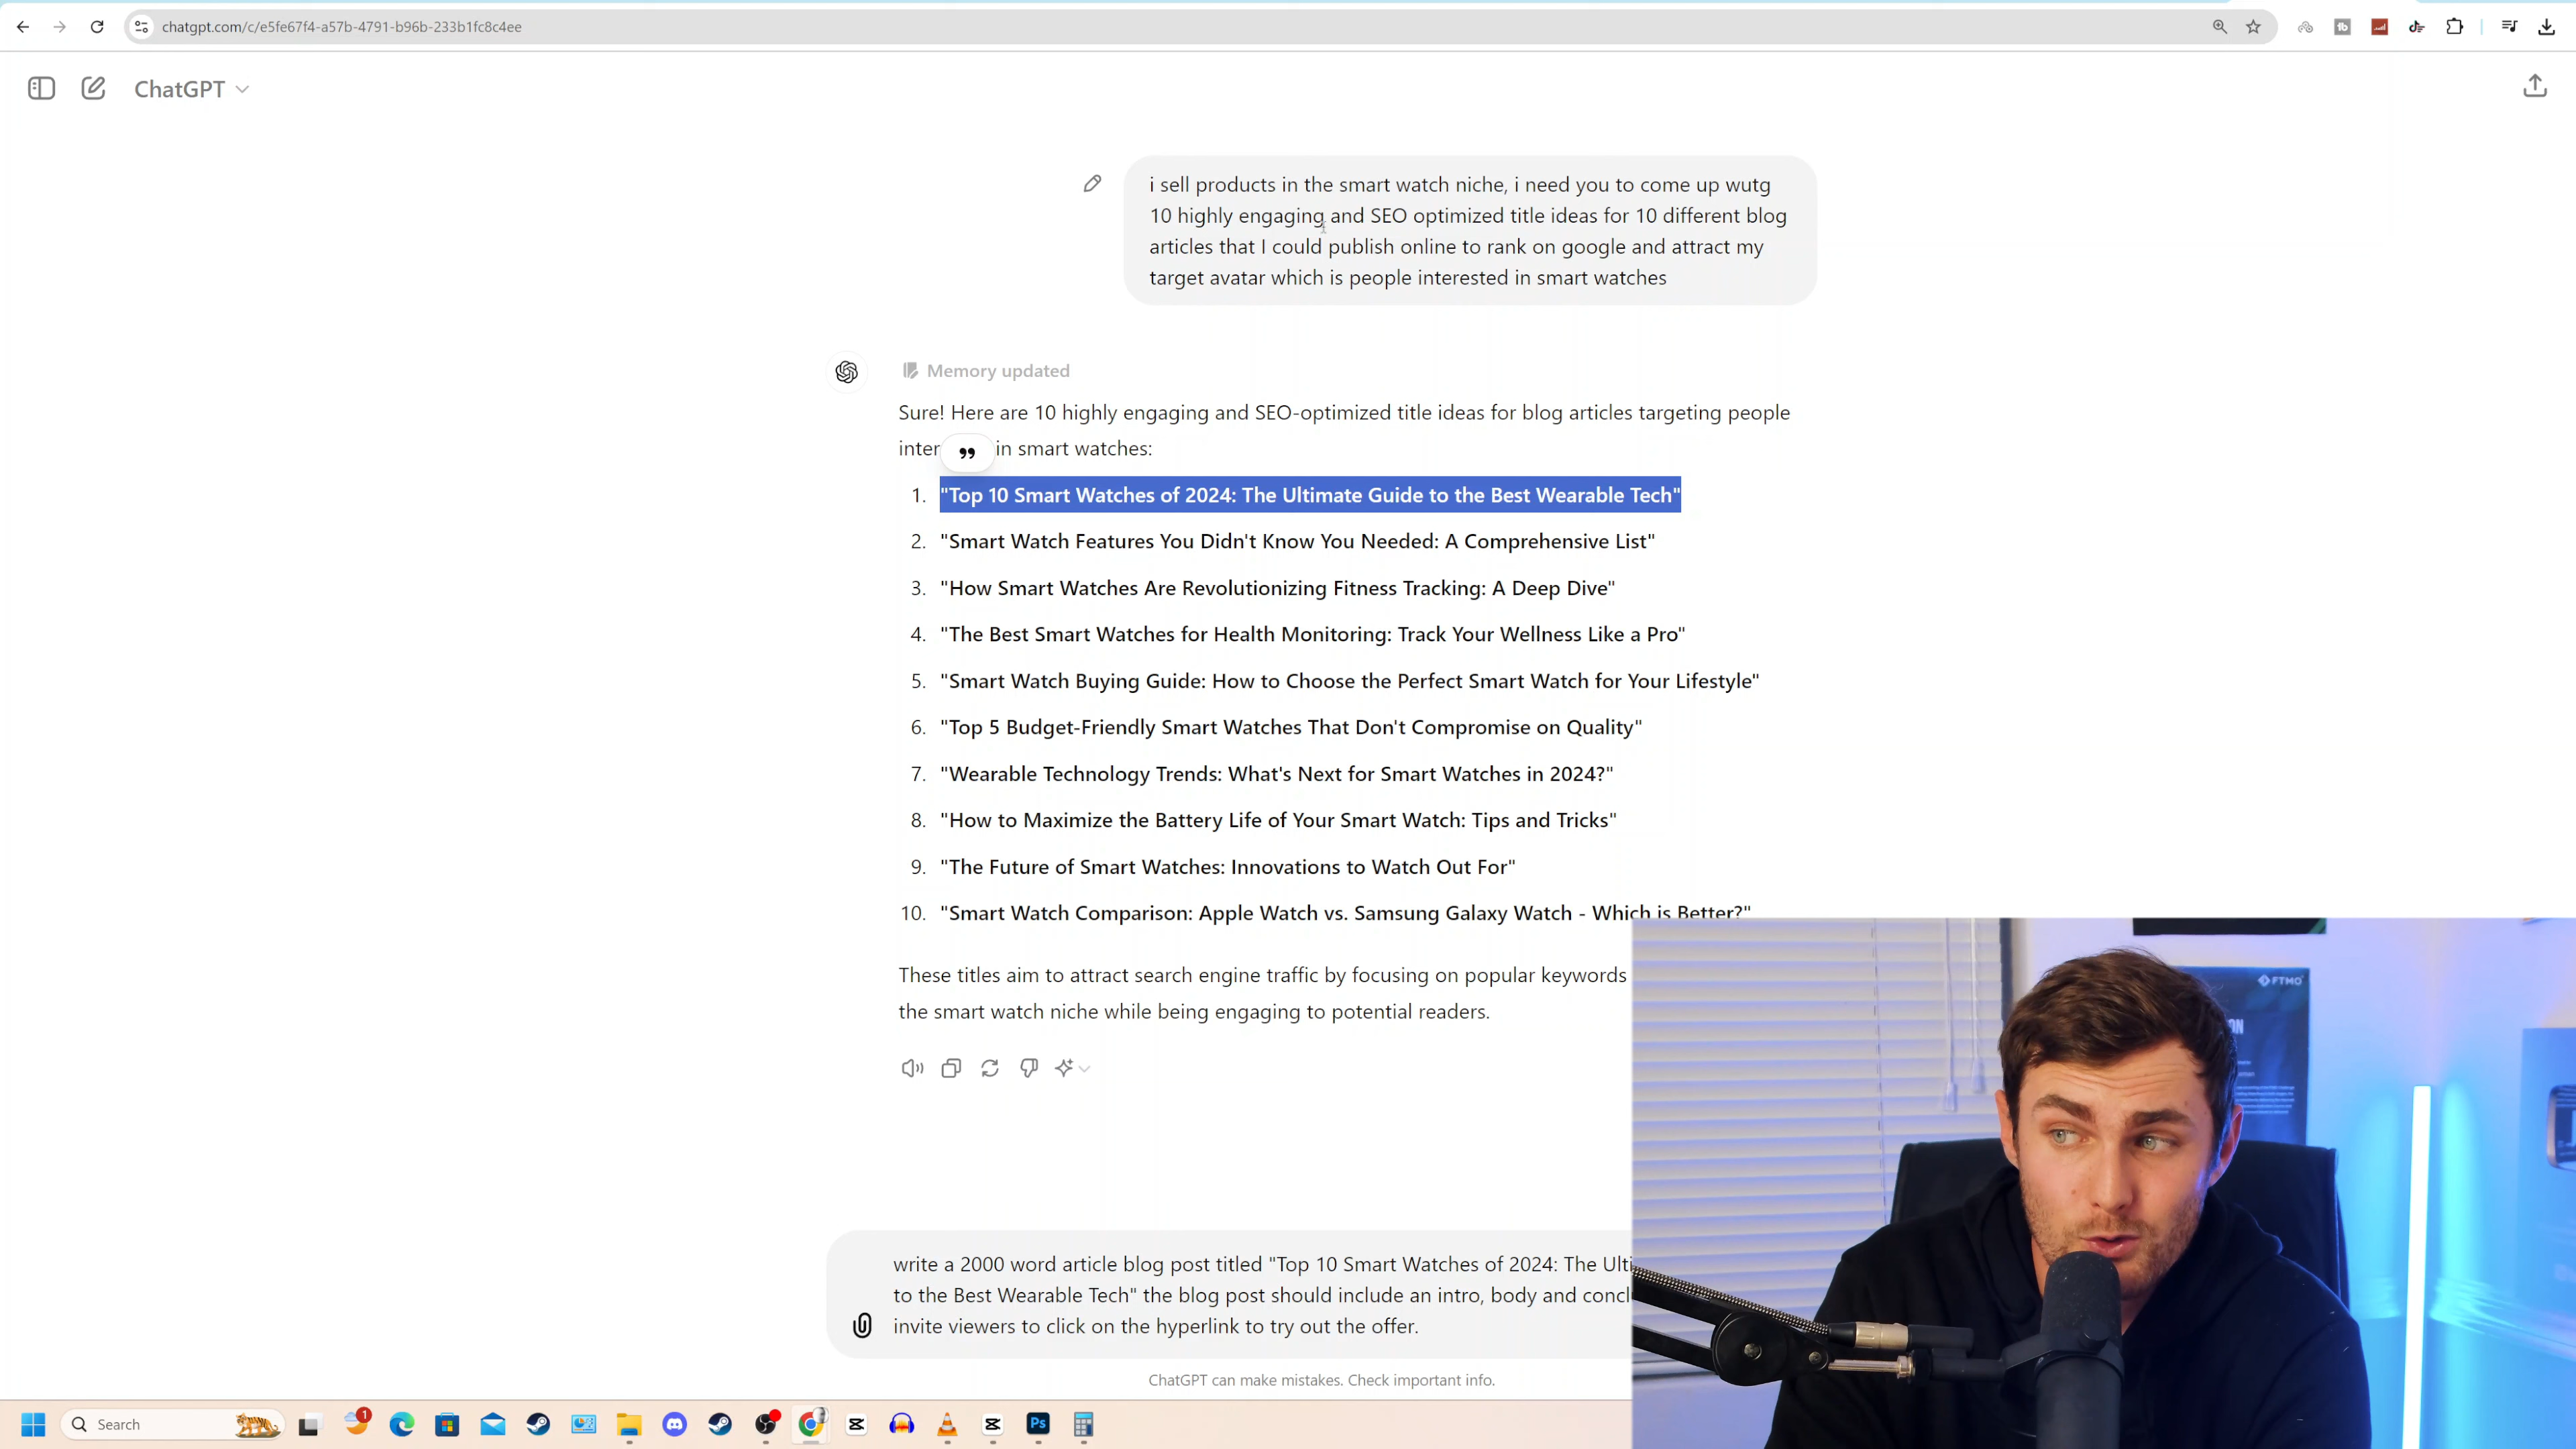 chatgpt.com/c/e5fe67f4-a57b-4791-b96b-233b1fc8c4ee
ChatGPT
i sell products in the smart watch niche, i need you to come up wutg
10 highly engaging and SEO optimized title ideas for 10 different blog
articles that I could publish online to rank on google and attract my
target avatar which is people interested in smart watches
Memory updated
Sure! Here are 10 highly engaging and SEO-optimized title ideas for blog articles targeting people
inter in smart watches:
1. "Top 10 Smart Watches of 2024: The Ultimate Guide to the Best Wearable Tech"
2. "Smart Watch Features You Didn't Know You Needed: A Comprehensive List"
3. "How Smart Watches Are Revolutionizing Fitness Tracking: A Deep Dive"
4. "The Best Smart Watches for Health Monitoring: Track Your Wellness Like a Pro"
5. "Smart Watch Buying Guide: How to Choose the Perfect Smart Watch for Your Lifestyle"
6. "Top 5 Budget-Friendly Smart Watches That Don't Compromise on Quality"
7. "Wearable Technology Trends: What's Next for Smart Watches in 2024?"
8. "How to Maximize the Battery Life of Your Smart Watch: Tips and Tricks"
9. "The Future of Smart Watches: Innovations to Watch Out For"
10. "Smart Watch Comparison: Apple Watch vs. Samsung Galaxy Watch - Which is Better?"
These titles aim to attract search engine traffic by focusing on popular keywords
the smart watch niche while being engaging to potential readers.
FTMO
ON
write a 2000 word article blog post titled "Top 10 Smart Watches of 2024: The Ulti
to the Best Wearable Tech" the blog post should include an intro, body and concl
invite viewers to click on the hyperlink to try out the offer.
ChatGPT can make mistakes. Check important info.
Search
1
Ps